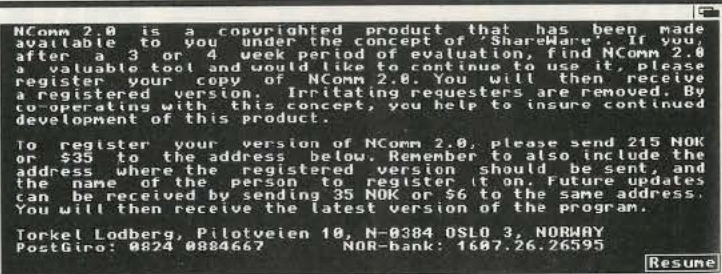 NComm 2.0 is a copyrighted product that has been made
available to you under the concept of 'ShareWare'. If you,
after a 3 or 4 week period of evaluation, find NComm 2.0
a valuable tool and would like to continue to use it, please
register your copy of NComm 2.0. You will then receive
a registered version. Irritating requesters are removed. By
co-operating with this concept, you help to insure continued
development of this product.
To register your version of NComm 2.0, please send 215 NOK
or $35 to the address below. Remember to also include the
address where the registered version should be sent, and
the name of the person to register it on. Future updates
can be received by sending 35 NOK or $6 to the same address.
You will then receive the latest version of the program.
Torkel Lodberg, Pilotveien 10, N-0384 OSLO 3, NORWAY
PostGiro: 0824 0884667 NOR-bank: 1607.26.26595
Resume